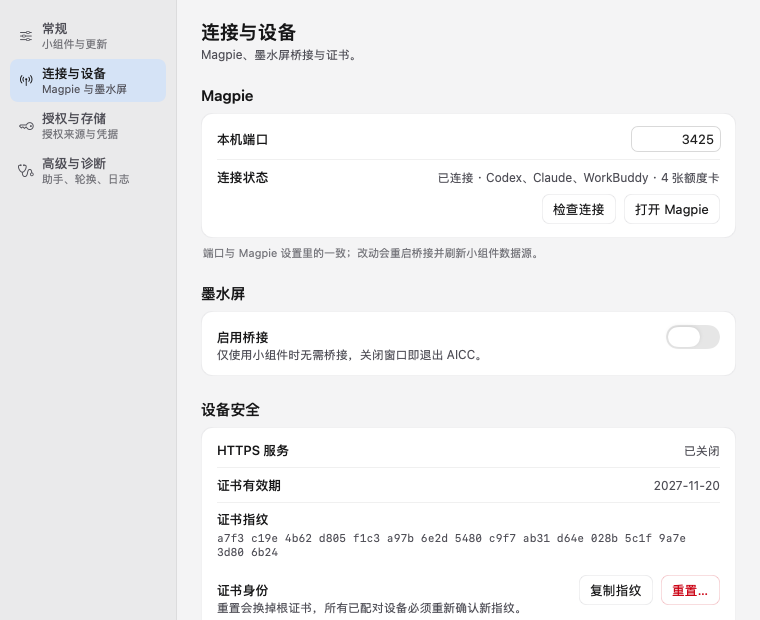 常规
小组件与更新
连接与设备
Magpie 与墨水屏
授权与存储
授权来源与凭据
高级与诊断
助手、轮换、日志
连接与设备
Magpie、墨水屏桥接与证书。
Magpie
本机端口
3425
连接状态
已连接 · Codex、Claude、WorkBuddy · 4 张额度卡
检查连接
打开 Magpie
端口与 Magpie 设置里的一致；改动会重启桥接并刷新小组件数据源。
墨水屏
启用桥接
仅使用小组件时无需桥接，关闭窗口即退出 AICC。
设备安全
HTTPS 服务
已关闭
证书有效期
2027-11-20
证书指纹
a7f3 c19e 4b62 d805 f1c3 a97b 6e2d 5480 c9f7 ab31 d64e 028b 5c1f 9a7e
3d80 6b24
证书身份
重置会换掉根证书，所有已配对设备必须重新确认新指纹。
复制指纹
重置…